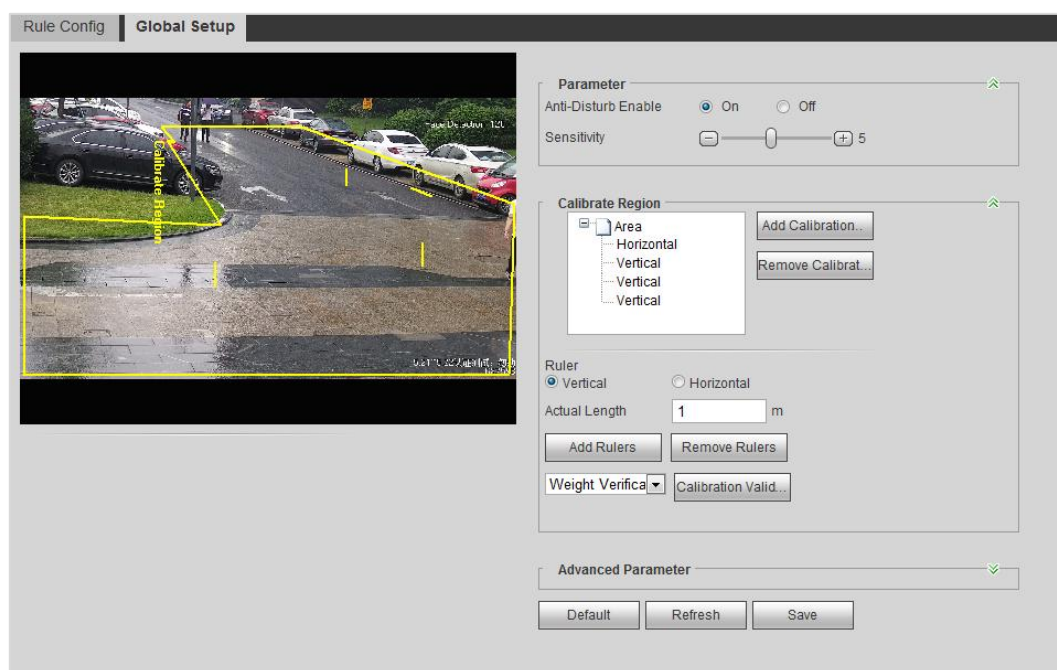 Rule Config
Global Setup
Calibrate Region
Parameter
Anti-Disturb Enable
On
Off
Sensitivity
5
Calibrate Region
Area
Horizontal
Vertical
Vertical
Vertical
Add Calibration..
Remove Calibrat...
Ruler
Vertical
Horizontal
Actual Length
1
m
Add Rulers
Remove Rulers
Weight Verifica
Calibration Valid...
Advanced Parameter
Default
Refresh
Save